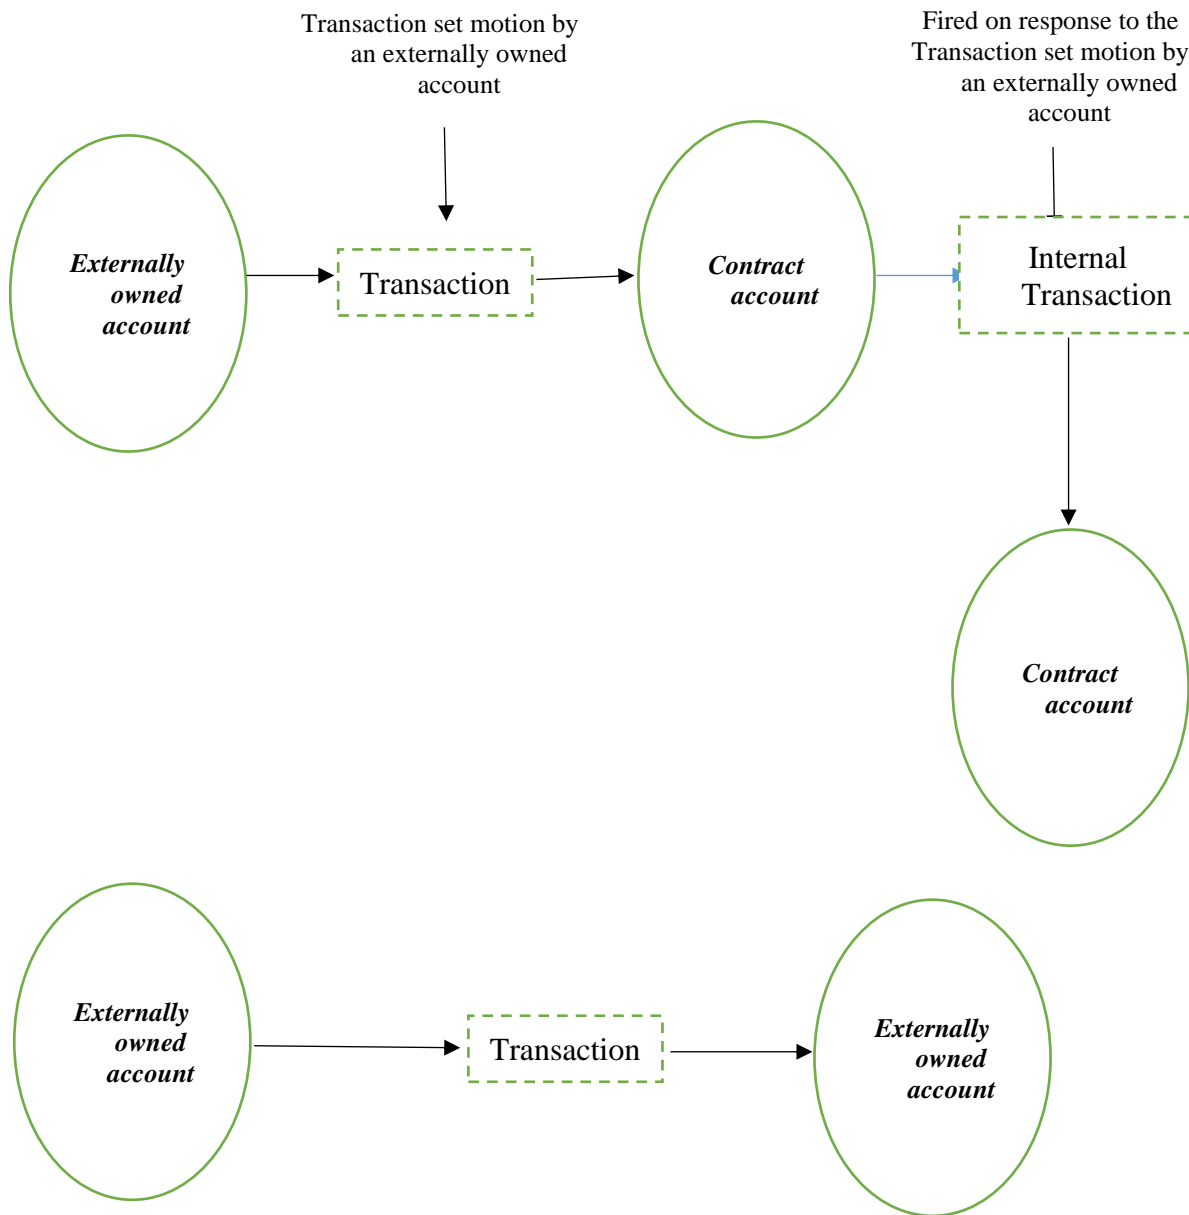 Transaction set motion by
an externally owned
account
Fired on response to the
Transaction set motion by
an externally owned
account
Externally
owned
account
Transaction
Contract
account
Internal
Transaction
Contract
account
Externally
owned
account
Transaction
Externally
owned
account